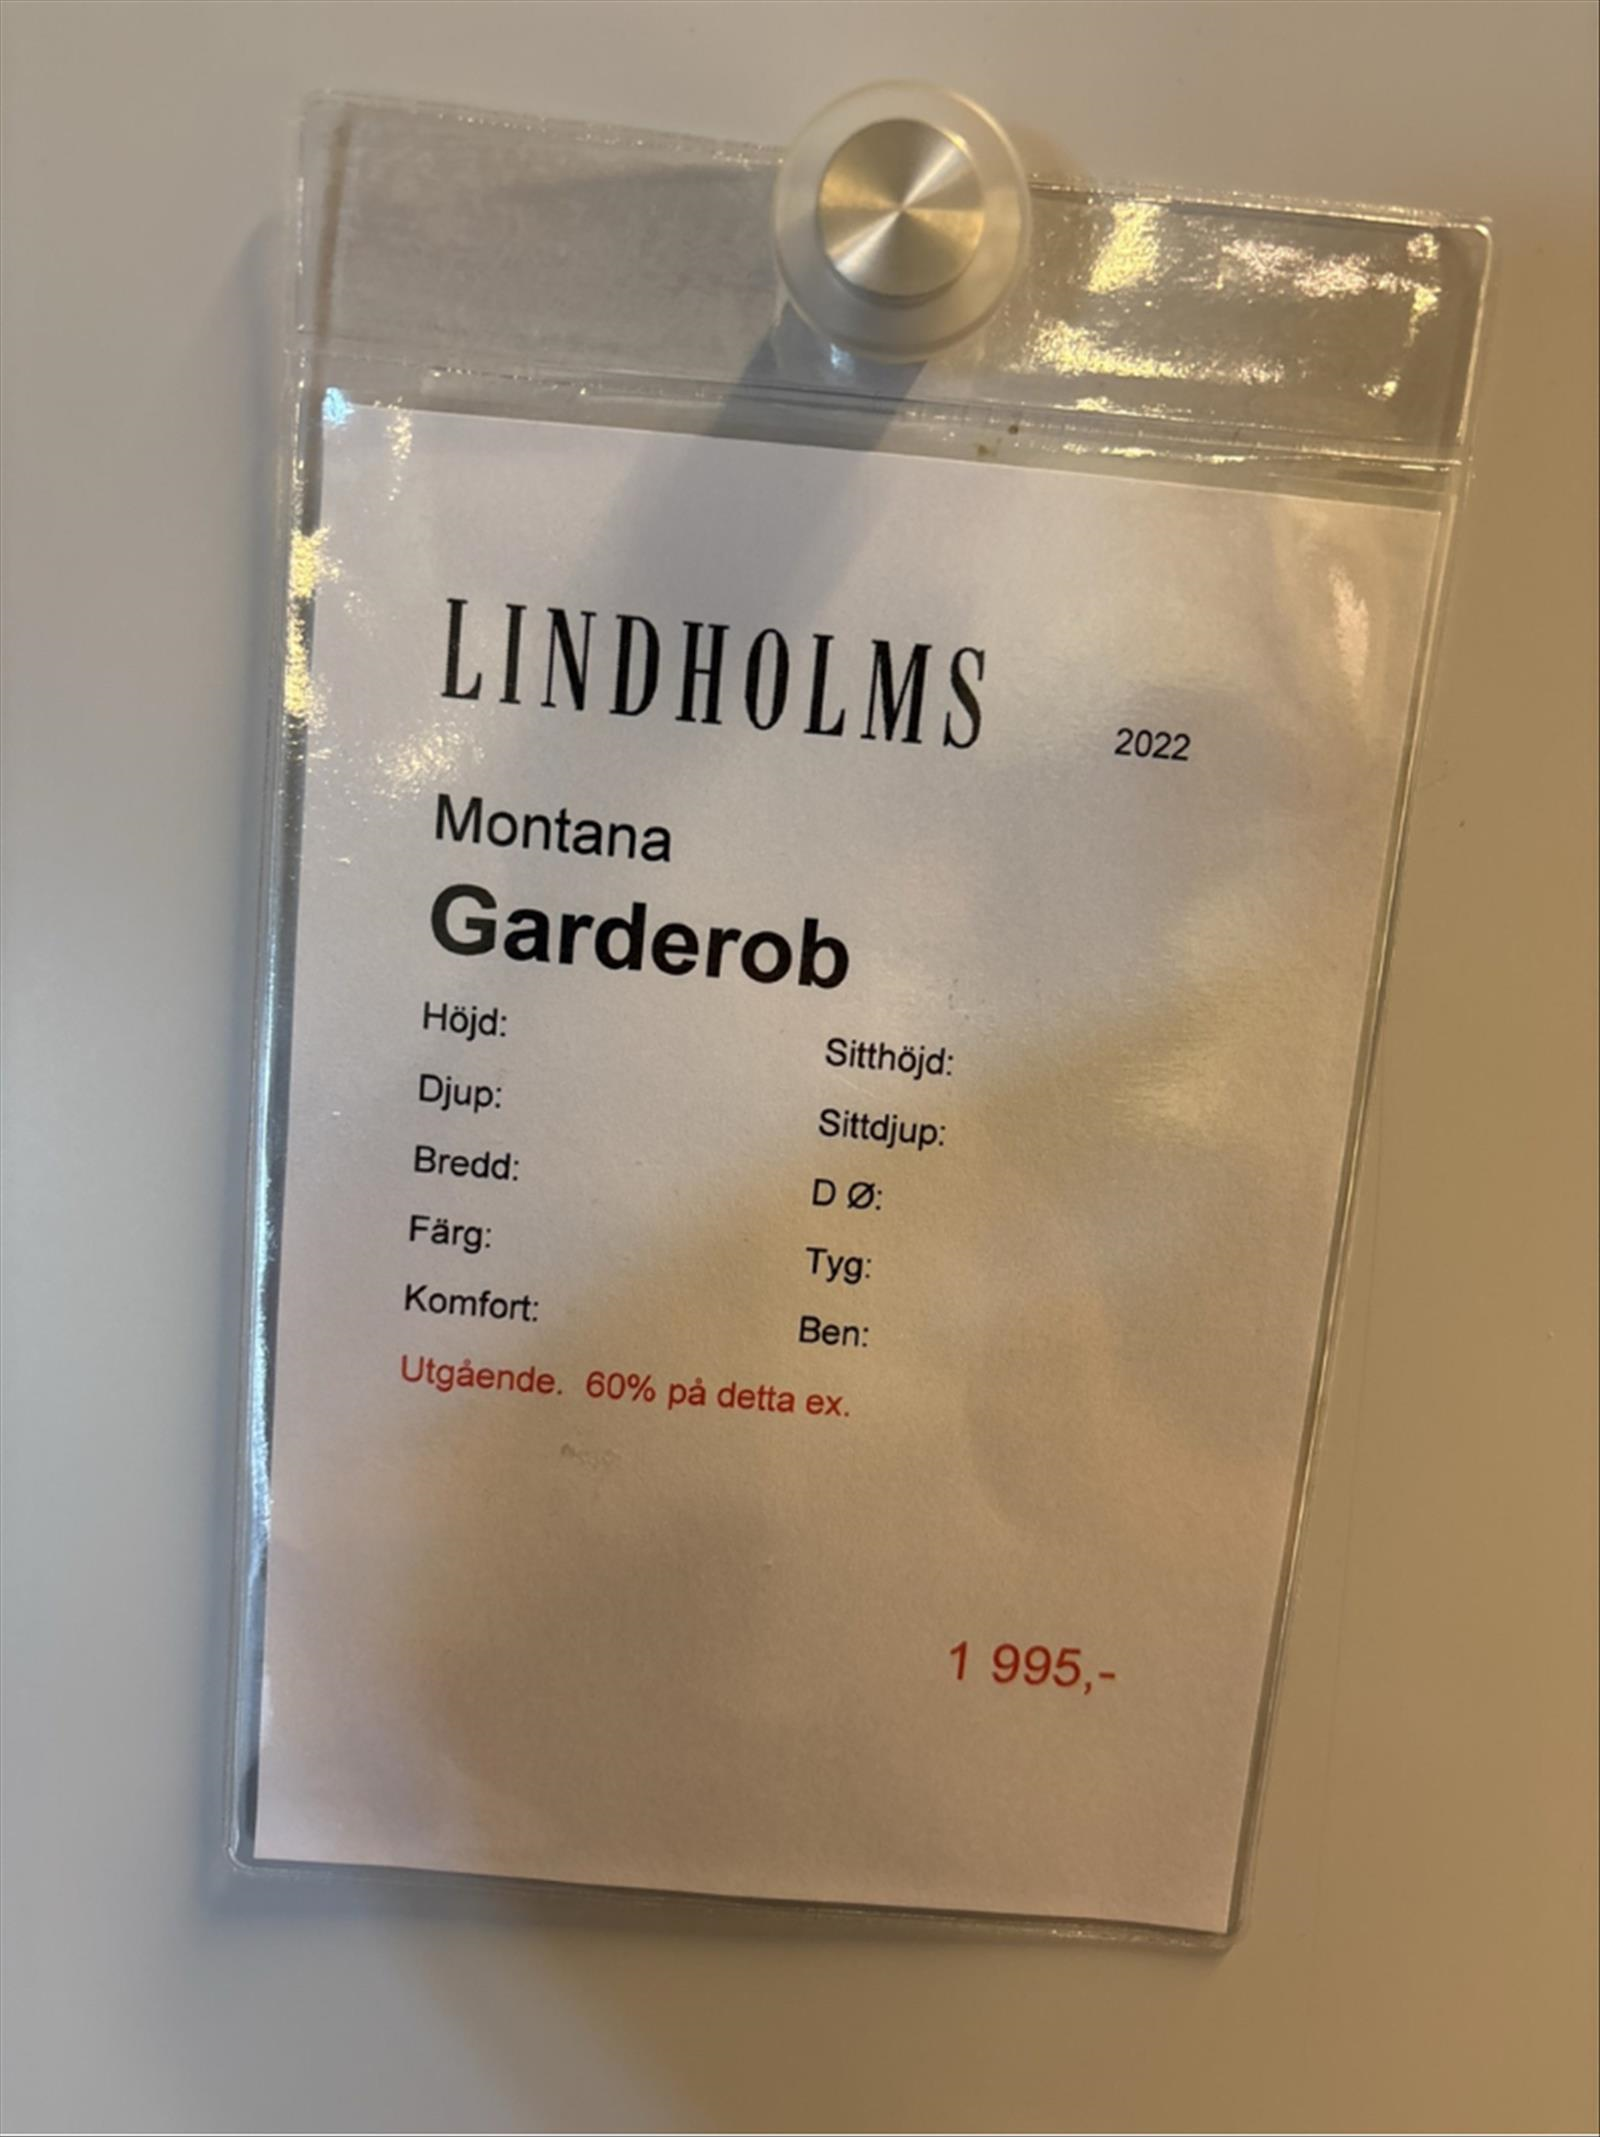 LINDHOLMS 2022
Montana
Garderob
Höjd: Sitthöjd:
Djup: Sittdjup:
Bredd: D Ø:
Färg: Tyg:
Komfort: Ben:
Utgående. 60% på detta ex.
1 995,-